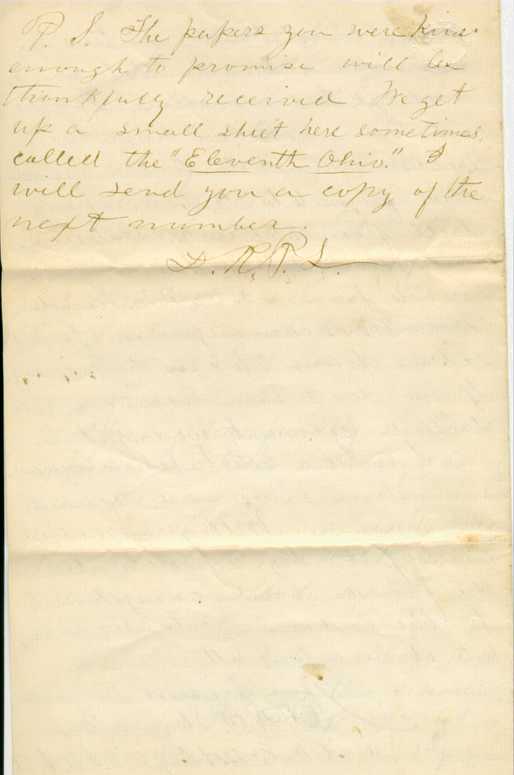 P. S. The papers you were kind
enough to promise will be
thankfully received We get
up a small sheet here sometimes
called the "Eleventh Ohio." I
will send you a copy of the
next number.
D. R. P. L.